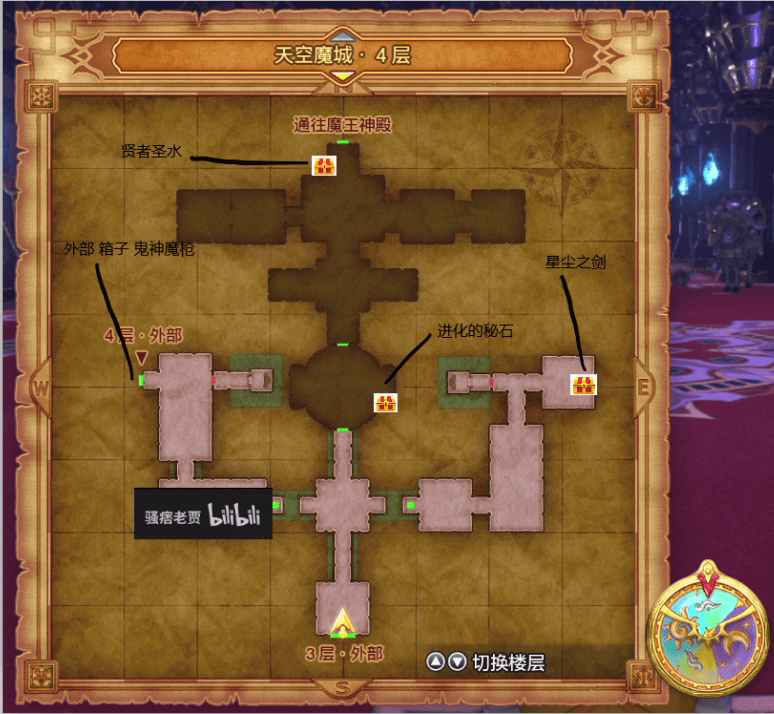 天空魔城·4层
通往魔王神殿
贤者圣水
外部 箱子 鬼神魔枪
星尘之剑
进化的秘石
4层·外部
W
E
骚痞老贾 bilibili
3层·外部
切换楼层
S